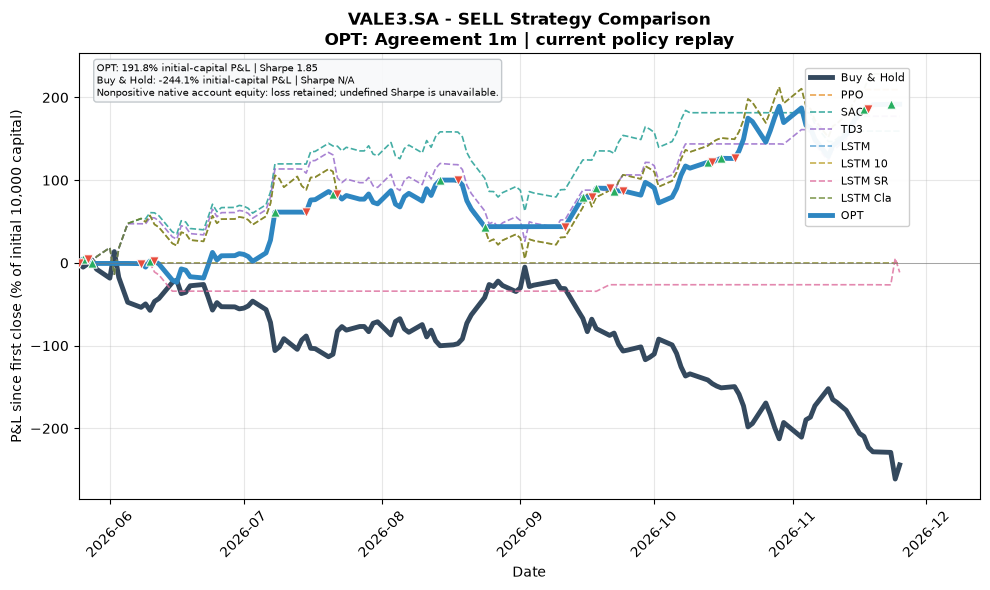 VALE3.SA - SELL Strategy Comparison
OPT: Agreement 1m | current policy replay
OPT: 191.8% initial-capital P&L | Sharpe 1.85
Buy & Hold: -244.1% initial-capital P&L | Sharpe N/A
Nonpositive native account equity: loss retained; undefined Sharpe is unavailable.
Buy & Hold
PPO
SAC
TD3
LSTM
LSTM 10
LSTM SR
LSTM Cla
OPT
P&L since first close (% of initial 10,000 capital)
200
100
0
−100
−200
2026-06
2026-07
2026-08
2026-09
2026-10
2026-11
2026-12
Date